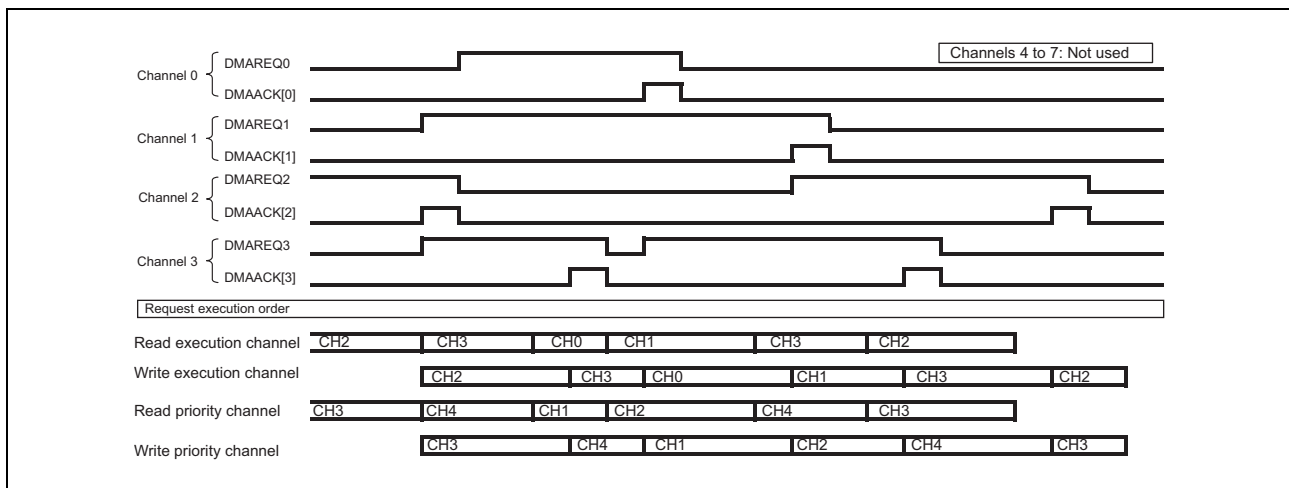 Channels 4 to 7: Not used
Channel 0
DMAREQ0
DMAACK[0]
Channel 1
DMAREQ1
DMAACK[1]
Channel 2
DMAREQ2
DMAACK[2]
Channel 3
DMAREQ3
DMAACK[3]
Request execution order
Read execution channel CH2 CH3 CH0 CH1 CH3 CH2
Write execution channel CH2 CH3 CH0 CH1 CH3 CH2
Read priority channel CH3 CH4 CH1 CH2 CH4 CH3
Write priority channel CH3 CH4 CH1 CH2 CH4 CH3